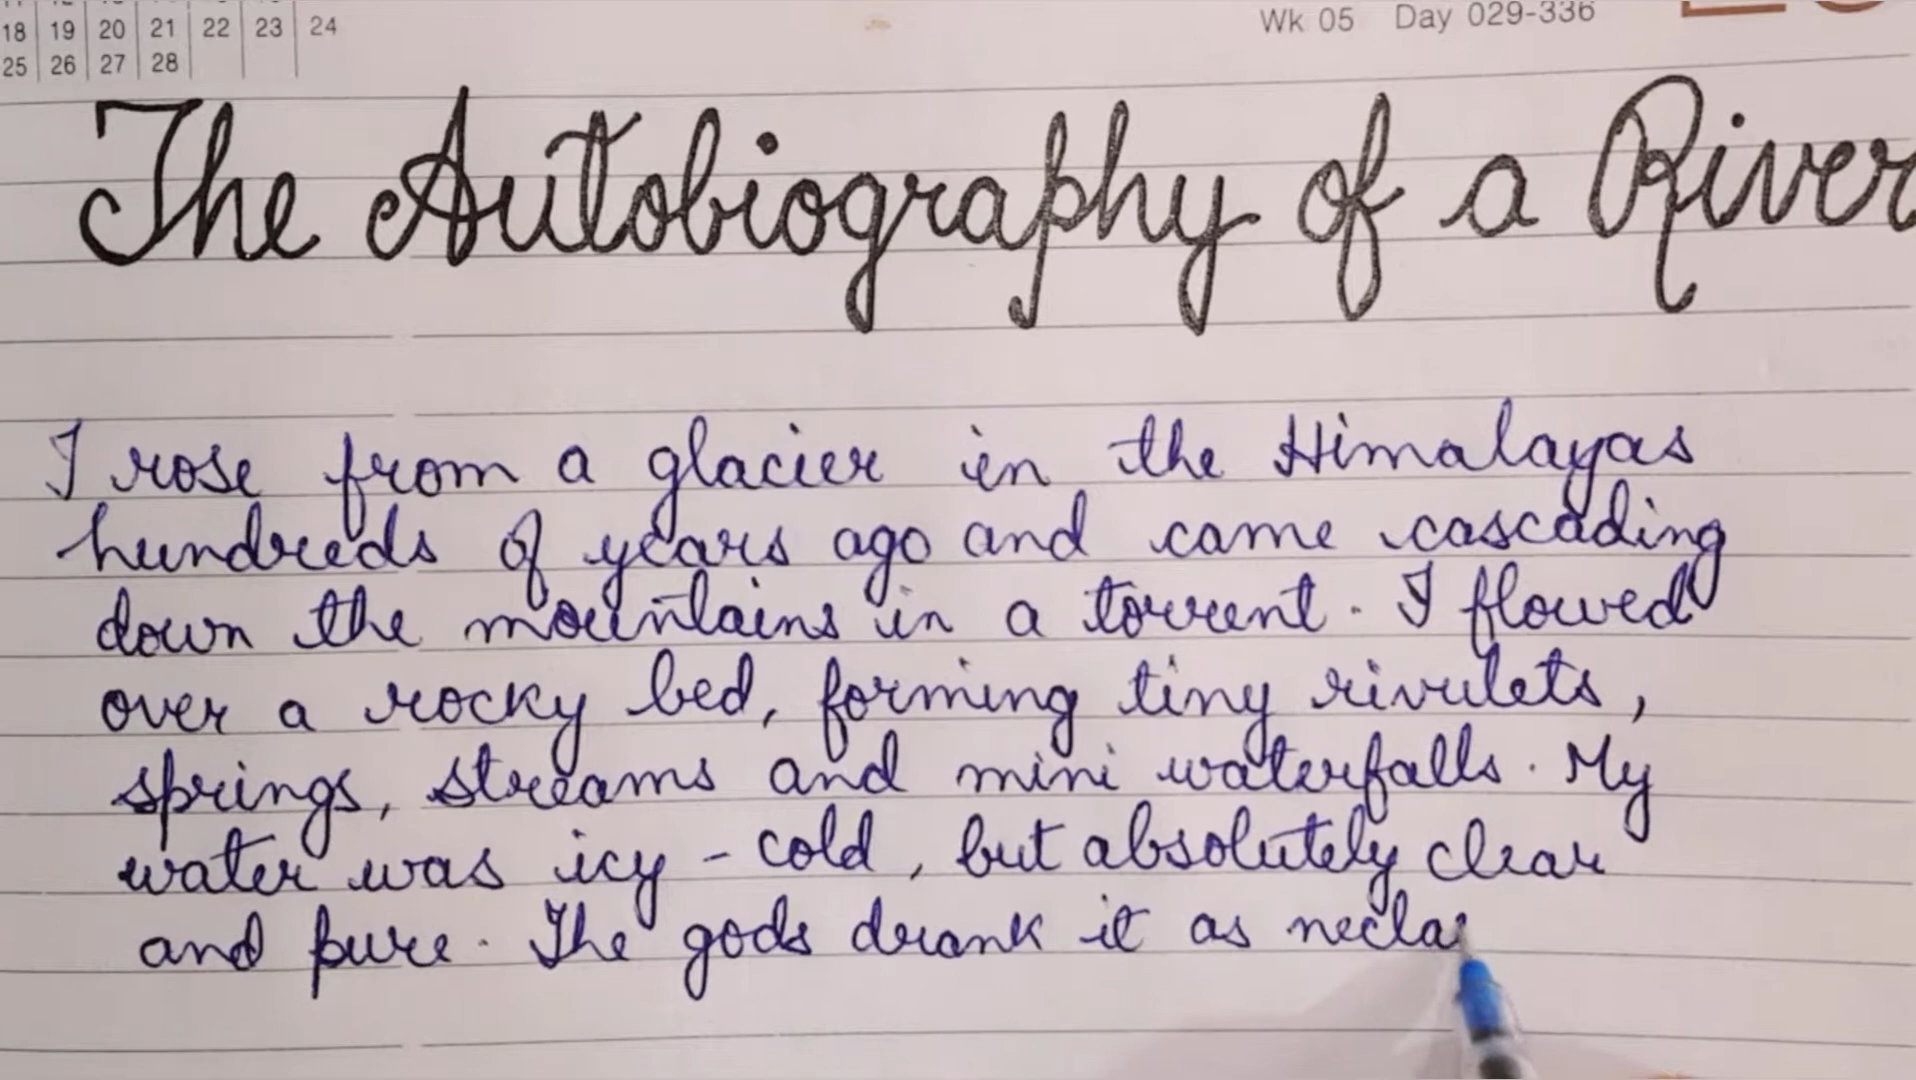 18 19 20 21 22 23 24
25 26 27 28
Wk 05 Day 029-336
The Autobiography of a River
I rose from a glacier in the Himalayas
hundreds of years ago and came cascading
down the mountains in a torrent. I flowed
over a rocky bed, forming tiny rivulets,
springs, streams and mini waterfalls. My
water was icy - cold, but absolutely clear
and pure. The gods drank it as